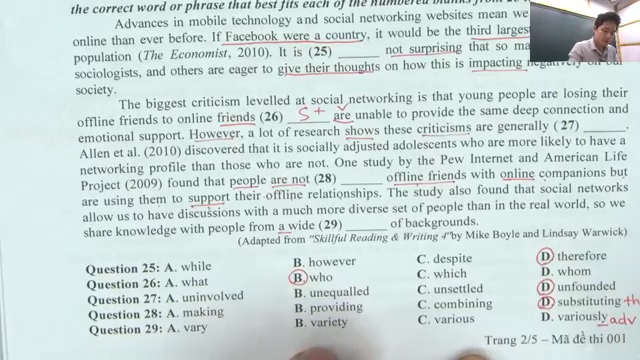 the correct word or phrase that best fits each of the numbered blanks from
Advances in mobile technology and social networking websites mean we
online than ever before. If Facebook were a country, it would be the third largest
population (The Economist, 2010). It is (25) ______ not surprising that so
sociologists, and others are eager to give their thoughts on how this is impacting negatively on our
society.
The biggest criticism levelled at social networking is that young people are losing their
offline friends to online friends (26) ______ S+ are unable to provide the same deep connection and
emotional support. However, a lot of research shows these criticisms are generally (27) ______.
Allen et al. (2010) discovered that it is socially adjusted adolescents who are more likely to have a
networking profile than those who are not. One study by the Pew Internet and American Life
Project (2009) found that people are not (28) ______ offline friends with online companions but
are using them to support their offline relationships. The study also found that social networks
allow us to have discussions with a much more diverse set of people than in the real world, so we
share knowledge with people from a wide (29) ______ of backgrounds.
(Adapted from "Skillful Reading & Writing 4" by Mike Boyle and Lindsay Warwick)
Question 25: A. while B. however C. despite D. therefore
Question 26: A. what B. who C. which D. whom
Question 27: A. uninvolved B. unequalled C. unsettled D. unfounded
Question 28: A. making B. providing C. combining D. substituting th
Question 29: A. vary B. variety C. various D. variously adv
Trang 2/5 – Mã đề thi 001